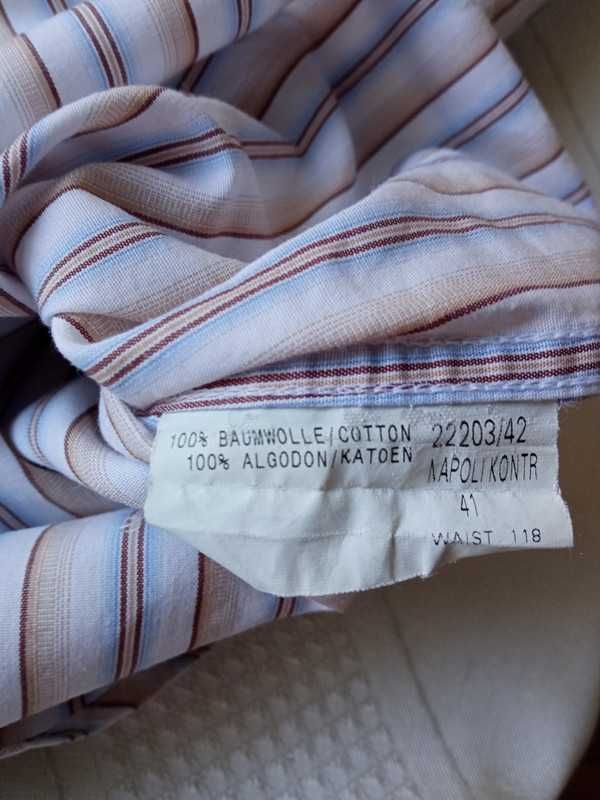 100% BAUMWOLLE/COTTON 22203/42
100% ALGODON/KATOEN NAPOLI/KONTR
41
WAIST 118